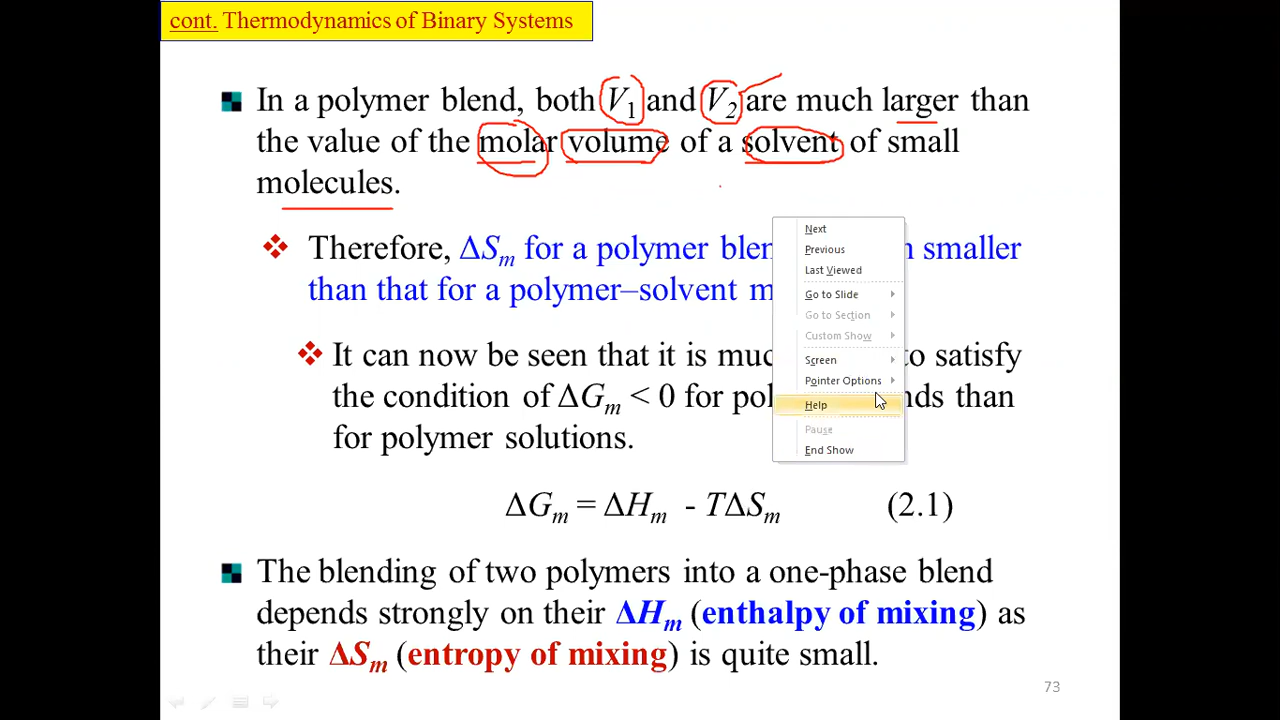 cont. Thermodynamics of Binary Systems
In a polymer blend, both V1 and V2 are much larger than
the value of the molar volume of a solvent of small
molecules.
Therefore, ΔSm for a polymer blen smaller
than that for a polymer–solvent m
It can now be seen that it is muc to satisfy
the condition of ΔGm < 0 for pol nds than
for polymer solutions.
ΔGm = ΔHm - TΔSm (2.1)
The blending of two polymers into a one-phase blend
depends strongly on their ΔHm (enthalpy of mixing) as
their ΔSm (entropy of mixing) is quite small.
73
Next
Previous
Last Viewed
Go to Slide
Go to Section
Custom Show
Screen
Pointer Options
Help
Pause
End Show